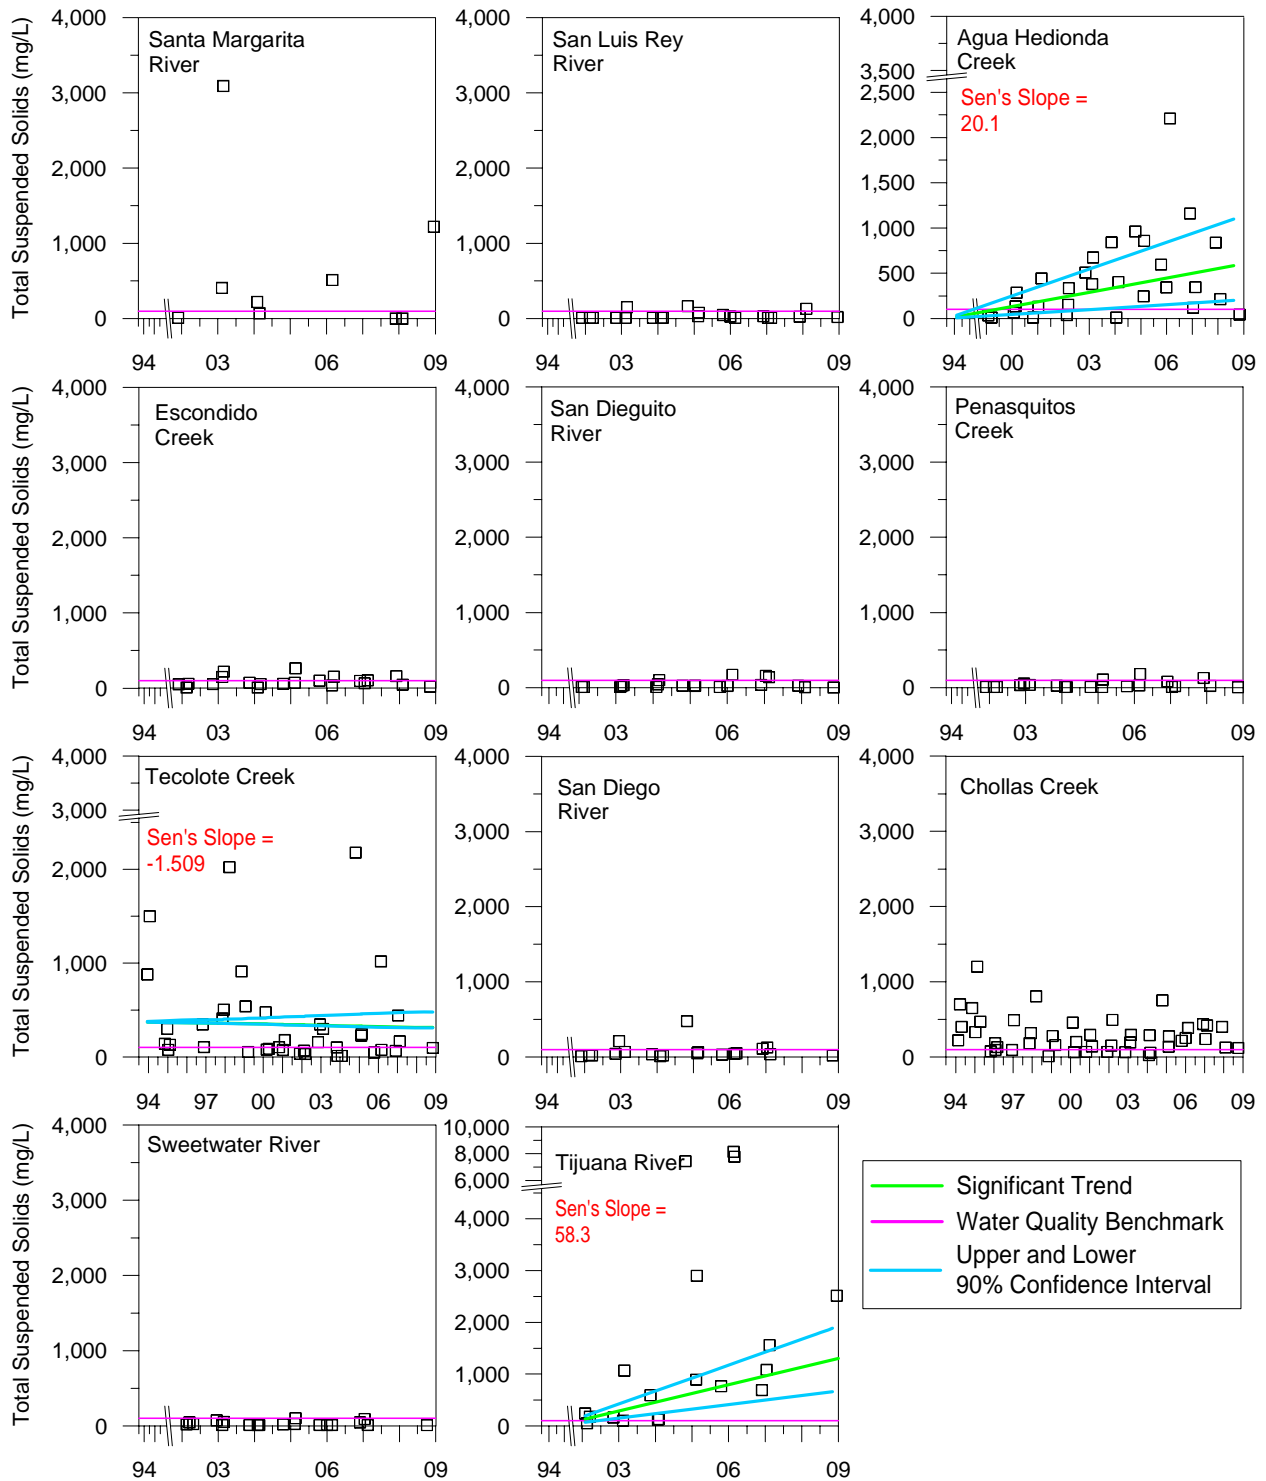 Total Suspended Solids (mg/L)
4,000
3,000
2,000
1,000
0
Santa Margarita
River
94 03 06 09
4,000
3,000
2,000
1,000
0
San Luis Rey
River
94 03 06 09
4,000
3,500
2,500
2,000
1,500
1,000
500
0
Agua Hedionda
Creek
Sen's Slope =
20.1
94 00 03 06 09
Total Suspended Solids (mg/L)
4,000
3,000
2,000
1,000
0
Escondido
Creek
94 03 06 09
4,000
3,000
2,000
1,000
0
San Dieguito
River
94 03 06 09
4,000
3,000
2,000
1,000
0
Penasquitos
Creek
94 03 06 09
Total Suspended Solids (mg/L)
4,000
3,000
2,000
1,000
0
Tecolote Creek
Sen's Slope =
-1.509
94 97 00 03 06 09
4,000
3,000
2,000
1,000
0
San Diego
River
94 03 06 09
4,000
3,000
2,000
1,000
0
Chollas Creek
94 97 00 03 06 09
Total Suspended Solids (mg/L)
4,000
3,000
2,000
1,000
0
Sweetwater River
94 03 06 09
10,000
8,000
6,000
4,000
3,000
2,000
1,000
0
Tijuana River
Sen's Slope =
58.3
94 03 06 09
Significant Trend
Water Quality Benchmark
Upper and Lower
90% Confidence Interval